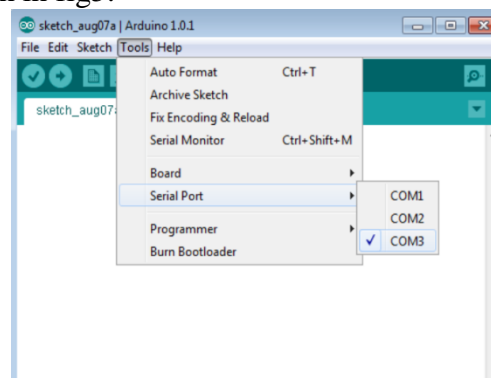 sketch_aug07a | Arduino 1.0.1
File Edit Sketch Tools Help
Auto Format Ctrl+T
Archive Sketch
sketch_aug07
Fix Encoding & Reload
Serial Monitor Ctrl+Shift+M
Board
Serial Port
COM1
COM2
Programmer
COM3
Burn Bootloader